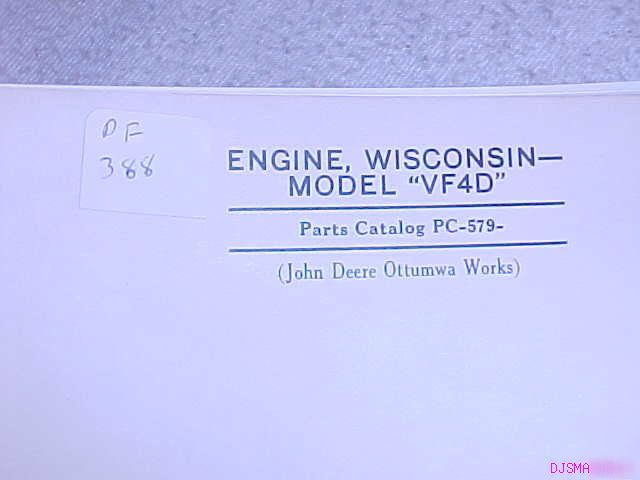 DF
388
ENGINE, WISCONSIN—
MODEL "VF4D"
Parts Catalog PC-579-
(John Deere Ottumwa Works)
DJSMA